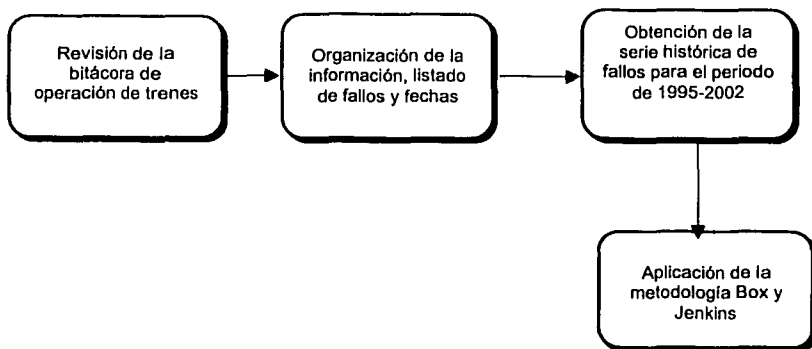 Revisión de la
bitácora de
operación de trenes
Organización de la
información, listado
de fallos y fechas
Obtención de la
serie histórica de
fallos para el periodo
de 1995-2002
Aplicación de la
metodología Box y
Jenkins